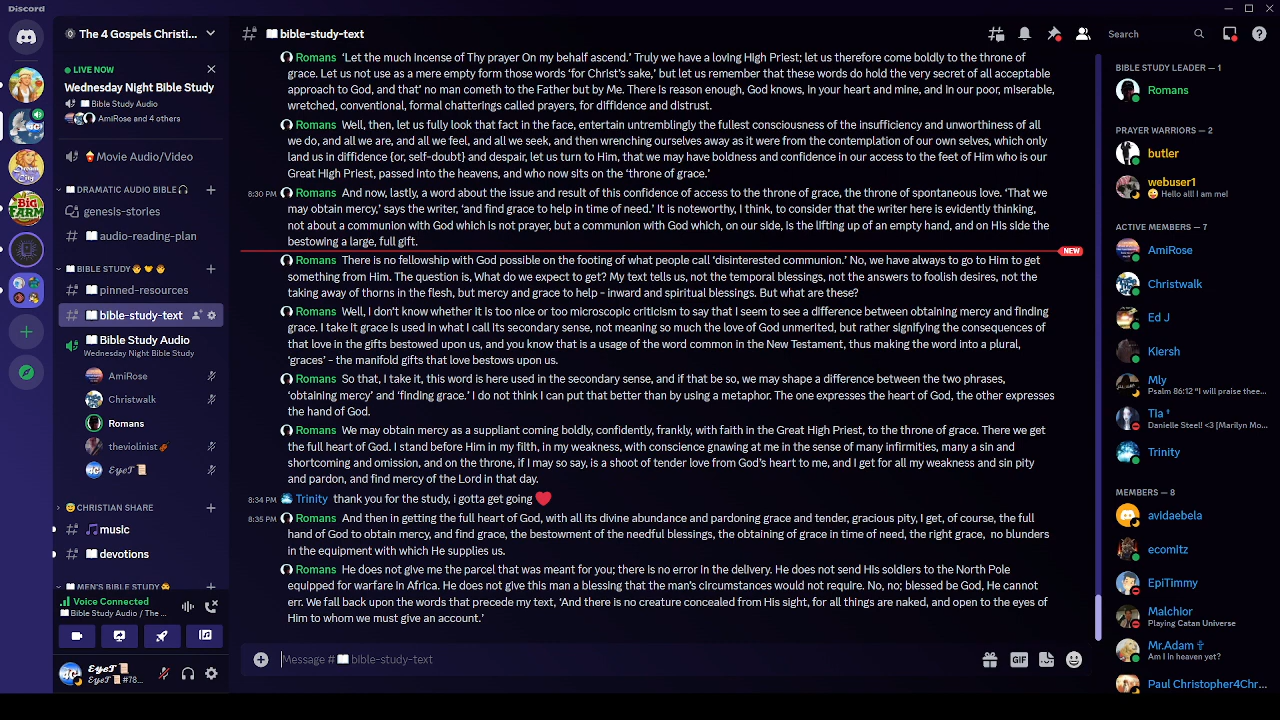 Discord
The 4 Gospels Christi...
LIVE NOW
Wednesday Night Bible Study
Bible Study Audio
AmiRose and 4 others
Movie Audio/Video
DRAMATIC AUDIO BIBLE
genesis-stories
audio-reading-plan
BIBLE STUDY
pinned-resources
bible-study-text
Bible Study Audio
Wednesday Night Bible Study
AmiRose
Christwalk
Romans
theviolinist
ℰ𝓎ℯ𝒯
CHRISTIAN SHARE
music
devotions
MEN'S BIBLE STUDY
Voice Connected
Bible Study Audio / The ...
ℰ𝓎ℯ𝒯
ℰ𝓎ℯ𝒯 #78...
bible-study-text
Search
Romans 'Let the much incense of Thy prayer On my behalf ascend.' Truly we have a loving High Priest; let us therefore come boldly to the throne of
grace. Let us not use as a mere empty form those words 'for Christ's sake,' but let us remember that these words do hold the very secret of all acceptable
approach to God, and that' no man cometh to the Father but by Me. There is reason enough, God knows, in your heart and mine, and in our poor, miserable,
wretched, conventional, formal chatterings called prayers, for diffidence and distrust.
Romans Well, then, let us fully look that fact in the face, entertain untremblingly the fullest consciousness of the insufficiency and unworthiness of all
we do, and all we are, and all we feel, and all we seek, and then wrenching ourselves away as it were from the contemplation of our own selves, which only
land us in diffidence {or, self-doubt} and despair, let us turn to Him, that we may have boldness and confidence in our access to the feet of Him who is our
Great High Priest, passed into the heavens, and who now sits on the 'throne of grace.'
8:30 PM Romans And now, lastly, a word about the issue and result of this confidence of access to the throne of grace, the throne of spontaneous love. 'That we
may obtain mercy,' says the writer, 'and find grace to help in time of need.' It is noteworthy, I think, to consider that the writer here is evidently thinking,
not about a communion with God which is not prayer, but a communion with God which, on our side, is the lifting up of an empty hand, and on His side the
bestowing a large, full gift.
NEW
Romans There is no fellowship with God possible on the footing of what people call 'disinterested communion.' No, we have always to go to Him to get
something from Him. The question is, What do we expect to get? My text tells us, not the temporal blessings, not the answers to foolish desires, not the
taking away of thorns in the flesh, but mercy and grace to help - inward and spiritual blessings. But what are these?
Romans Well, I don't know whether it is too nice or too microscopic criticism to say that I seem to see a difference between obtaining mercy and finding
grace. I take it grace is used in what I call its secondary sense, not meaning so much the love of God unmerited, but rather signifying the consequences of
that love in the gifts bestowed upon us, and you know that is a usage of the word common in the New Testament, thus making the word into a plural,
'graces' - the manifold gifts that love bestows upon us.
Romans So that, I take it, this word is here used in the secondary sense, and if that be so, we may shape a difference between the two phrases,
'obtaining mercy' and 'finding grace.' I do not think I can put that better than by using a metaphor. The one expresses the heart of God, the other expresses
the hand of God.
Romans We may obtain mercy as a suppliant coming boldly, confidently, frankly, with faith in the Great High Priest, to the throne of grace. There we get
the full heart of God. I stand before Him in my filth, in my weakness, with conscience gnawing at me in the sense of many infirmities, many a sin and
shortcoming and omission, and on the throne, if I may so say, is a shoot of tender love from God's heart to me, and I get for all my weakness and sin pity
and pardon, and find mercy of the Lord in that day.
8:34 PM Trinity thank you for the study, i gotta get going
8:35 PM Romans And then in getting the full heart of God, with all its divine abundance and pardoning grace and tender, gracious pity, I get, of course, the full
hand of God to obtain mercy, and find grace, the bestowment of the needful blessings, the obtaining of grace in time of need, the right grace, no blunders
in the equipment with which He supplies us.
Romans He does not give me the parcel that was meant for you; there is no error in the delivery. He does not send His soldiers to the North Pole
equipped for warfare in Africa. He does not give this man a blessing that the man's circumstances would not require. No, no; blessed be God, He cannot
err. We fall back upon the words that precede my text, 'And there is no creature concealed from His sight, for all things are naked, and open to the eyes of
Him to whom we must give an account.'
Message # bible-study-text
GIF
BIBLE STUDY LEADER — 1
Romans
PRAYER WARRIORS — 2
butler
webuser1
Hello all! I am me!
ACTIVE MEMBERS — 7
AmiRose
Christwalk
Ed J
Kiersh
Mly
Psalm 86:12 "I will praise thee...
Tia
Danielle Steel! <3 [Marilyn Mo...
Trinity
MEMBERS — 8
avidaebela
ecomitz
EpiTimmy
Malchior
Playing Catan Universe
Mr.Adam ✞
Am I in heaven yet?
Paul Christopher4Chr...